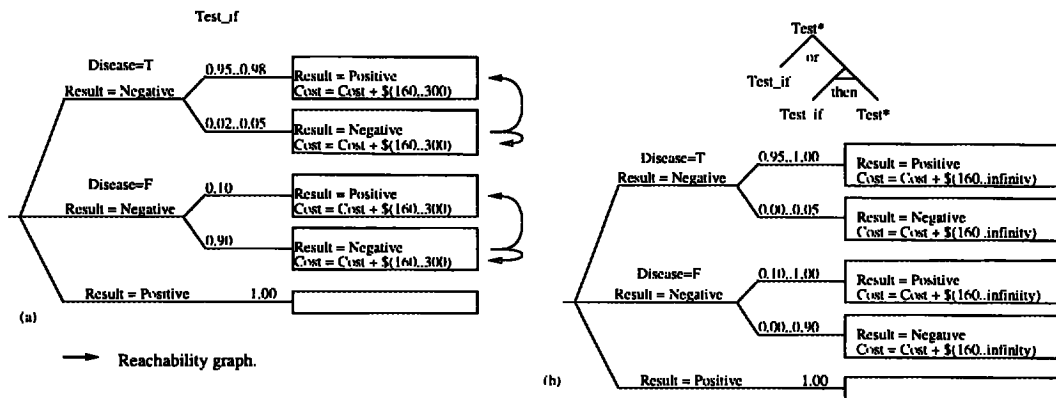 Test_if
Disease=T
Result = Negative
0.95..0.98
Result = Positive
Cost = Cost + $(160..300)
0.02..0.05
Result = Negative
Cost = Cost + $(160..300)
Disease=F
Result = Negative
0.10
Result = Positive
Cost = Cost + $(160..300)
0.90
Result = Negative
Cost = Cost + $(160..300)
Result = Positive 1.00
(a)
Reachability graph.
Test*
or
Test_if
then
Test_if Test*
Disease=T
Result = Negative
0.95..1.00
Result = Positive
Cost = Cost + $(160..infinity)
0.00..0.05
Result = Negative
Cost = Cost + $(160..infinity)
Disease=F
Result = Negative
0.10..1.00
Result = Positive
Cost = Cost + $(160..infiniity)
0.00..0.90
Result = Negative
Cost = Cost + $(160..infinity)
Result = Positive 1.00
(b)